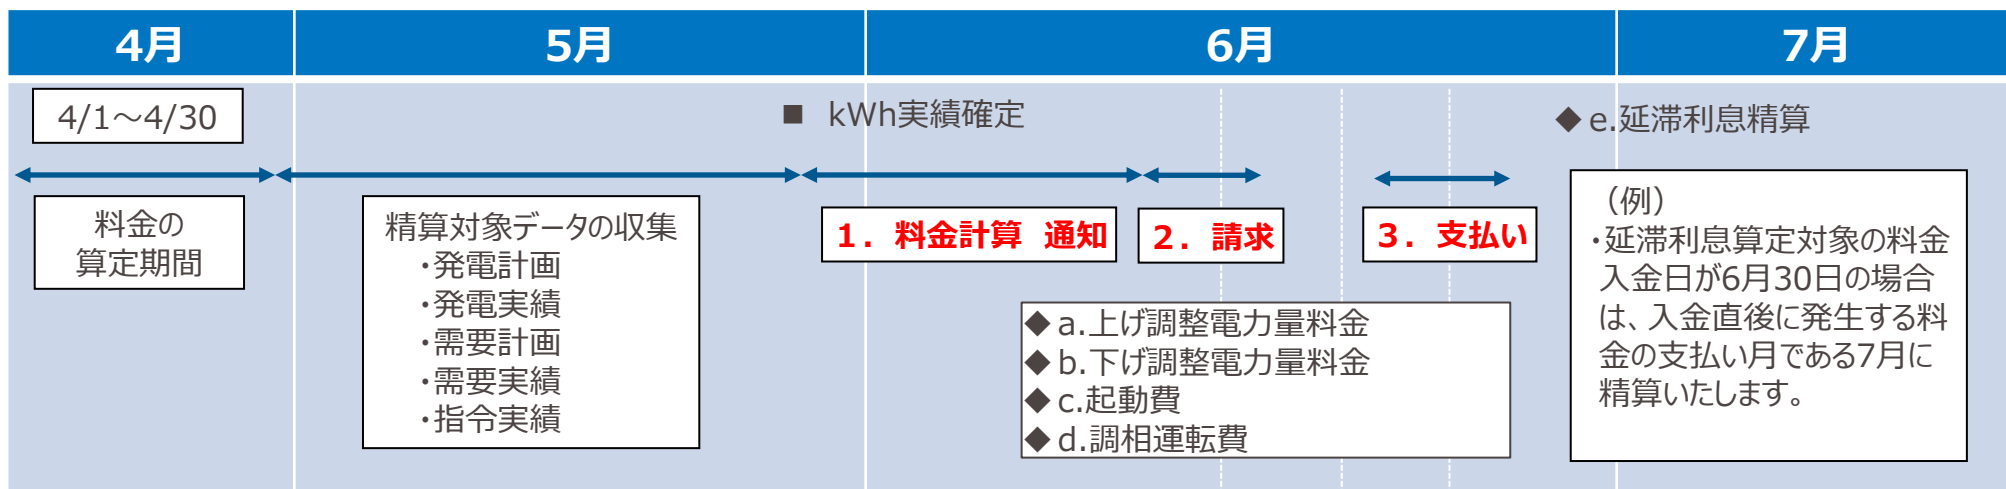 4月
5月
6月
7月
4/1～4/30
■ kWh実績確定
◆e.延滞利息精算
料金の
算定期間
精算対象データの収集
・発電計画
・発電実績
・需要計画
・需要実績
・指令実績
1．料金計算 通知
2．請求
3．支払い
◆a.上げ調整電力量料金
◆b.下げ調整電力量料金
◆c.起動費
◆d.調相運転費
（例）
・延滞利息算定対象の料金
入金日が6月30日の場合
は、入金直後に発生する料
金の支払い月である7月に
精算いたします。